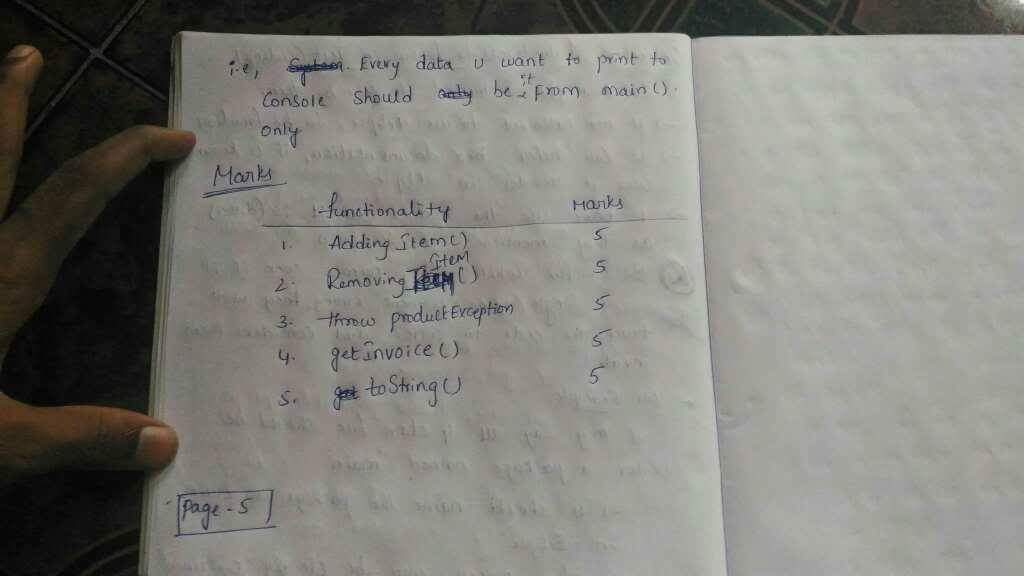 i.e, Every data u want to print to
Console should be it from main().
only
Marks
functionality Marks
1. Adding Item() 5
2. Removing Item() 5
3. throw productException 5
4. getInvoice() 5
5. toString() 5
Page - 5